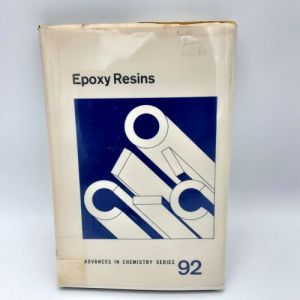 Epoxy Resins
ADVANCES IN CHEMISTRY SERIES 92